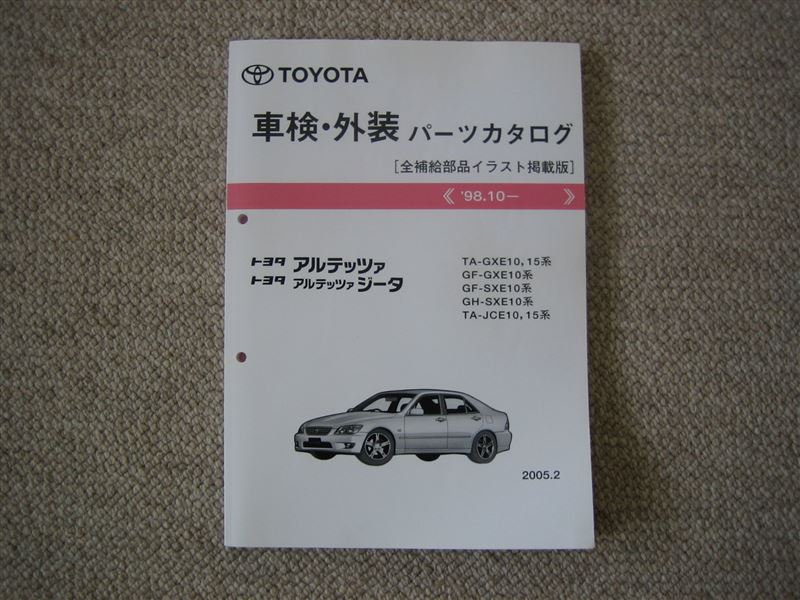 TOYOTA
車検・外装 パーツカタログ
[全補給部品イラスト掲載版]
《 '98.10ー 》
トヨタ アルテッツァ
トヨタ アルテッツァ ジータ
TA-GXE10,15系
GF-GXE10系
GF-SXE10系
GH-SXE10系
TA-JCE10,15系
2005.2